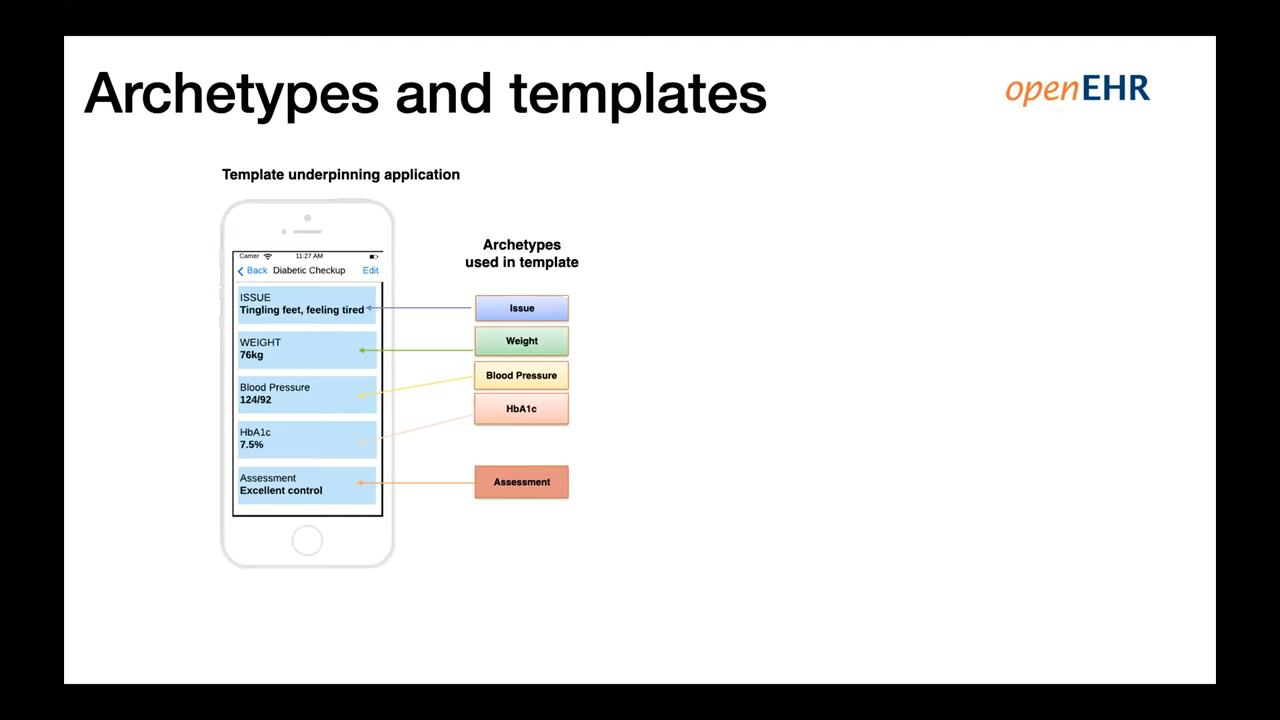 Archetypes and templates
openEHR
Template underpinning application
Archetypes
used in template
Carrier 11:27 AM
Back Diabetic Checkup Edit
ISSUE
Tingling feet, feeling tired
WEIGHT
76kg
Blood Pressure
124/92
HbA1c
7.5%
Assessment
Excellent control
Issue
Weight
Blood Pressure
HbA1c
Assessment